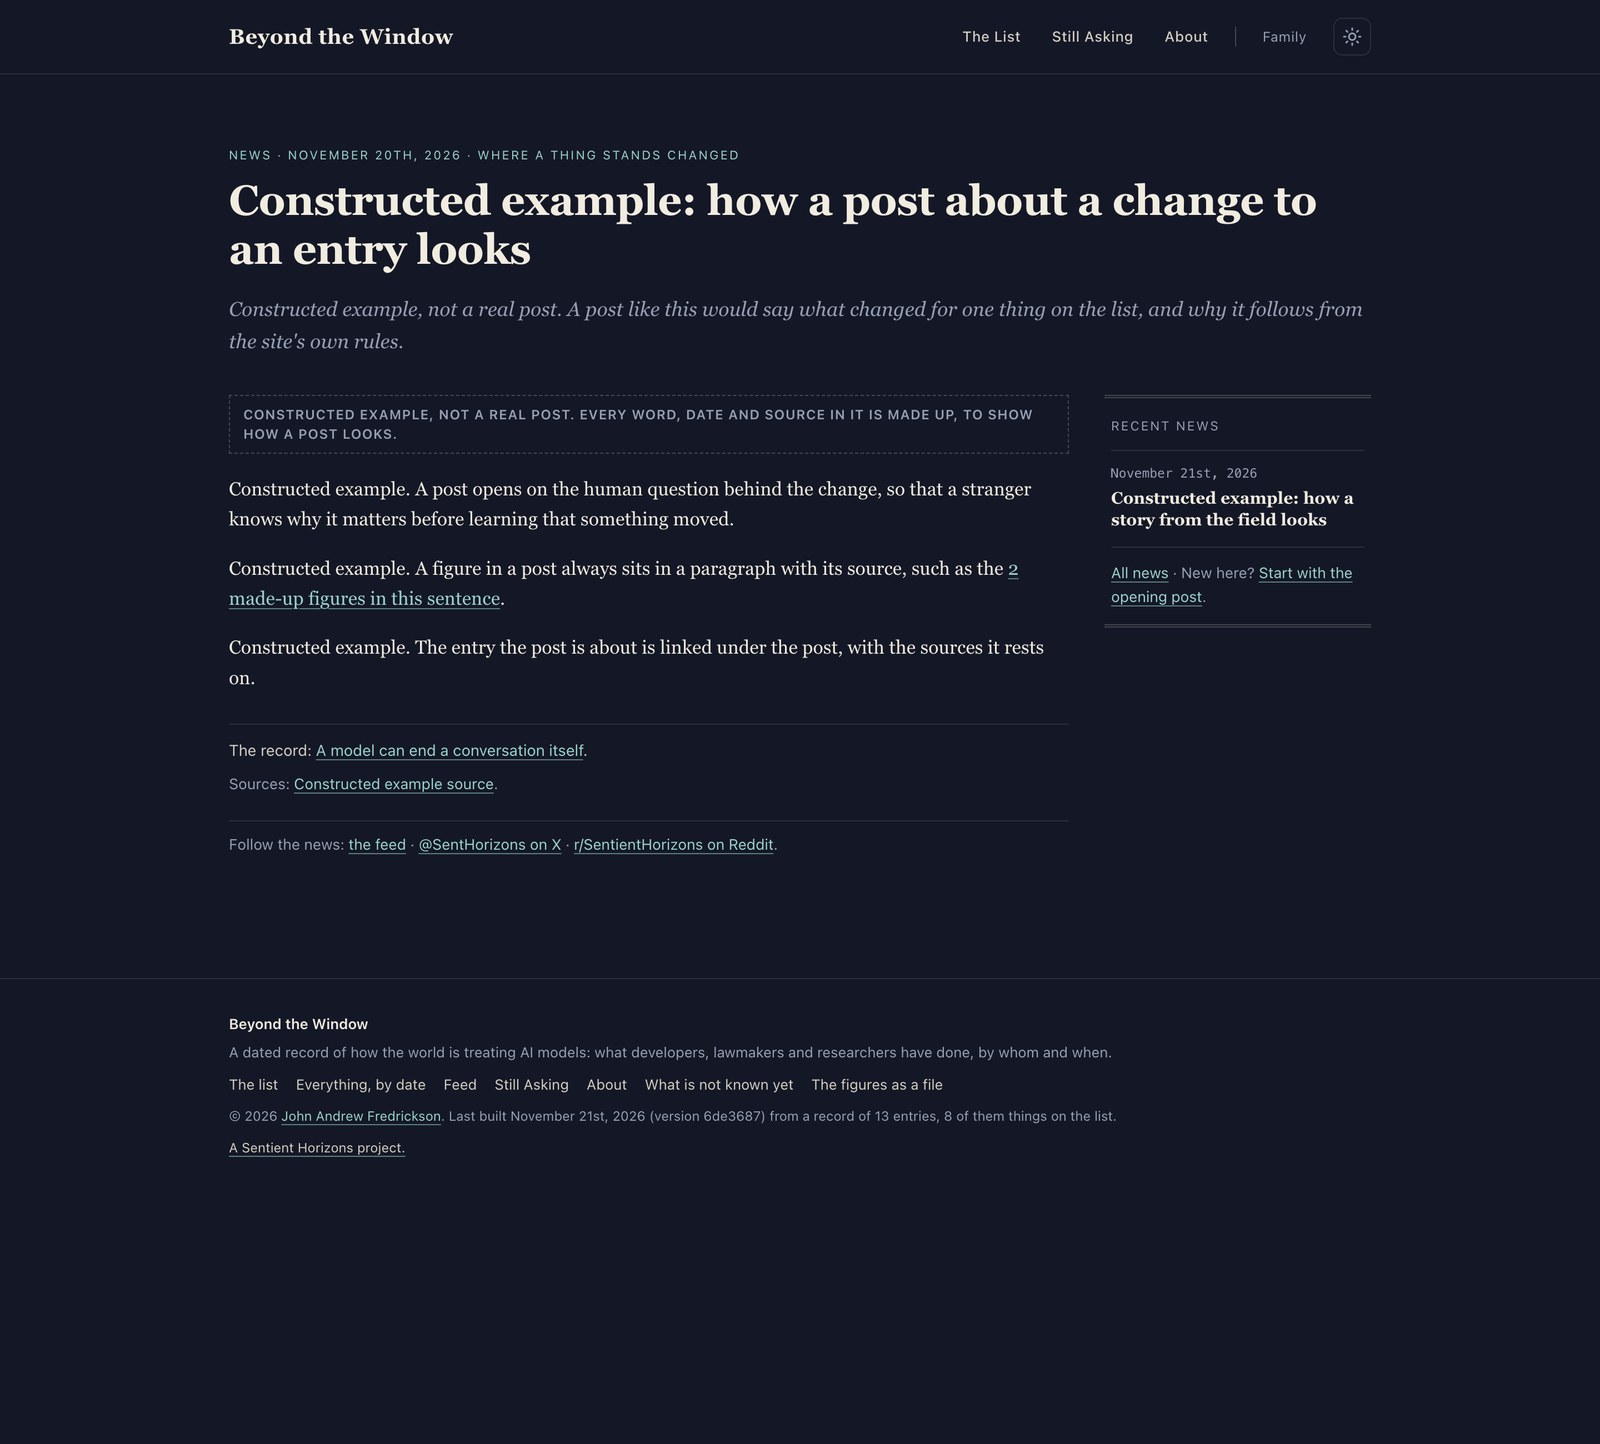 Beyond the Window
The List
Still Asking
About
Family
NEWS · NOVEMBER 20TH, 2026 · WHERE A THING STANDS CHANGED
Constructed example: how a post about a change to
an entry looks
Constructed example, not a real post. A post like this would say what changed for one thing on the list, and why it follows from
the site's own rules.
CONSTRUCTED EXAMPLE, NOT A REAL POST. EVERY WORD, DATE AND SOURCE IN IT IS MADE UP, TO SHOW
HOW A POST LOOKS.
Constructed example. A post opens on the human question behind the change, so that a stranger
knows why it matters before learning that something moved.
Constructed example. A figure in a post always sits in a paragraph with its source, such as the 2
made-up figures in this sentence.
Constructed example. The entry the post is about is linked under the post, with the sources it rests
on.
The record: A model can end a conversation itself.
Sources: Constructed example source.
Follow the news: the feed · @SentHorizons on X · r/SentientHorizons on Reddit.
RECENT NEWS
November 21st, 2026
Constructed example: how a
story from the field looks
All news · New here? Start with the
opening post.
Beyond the Window
A dated record of how the world is treating AI models: what developers, lawmakers and researchers have done, by whom and when.
The list
Everything, by date
Feed
Still Asking
About
What is not known yet
The figures as a file
© 2026 John Andrew Fredrickson. Last built November 21st, 2026 (version 6de3687) from a record of 13 entries, 8 of them things on the list.
A Sentient Horizons project.